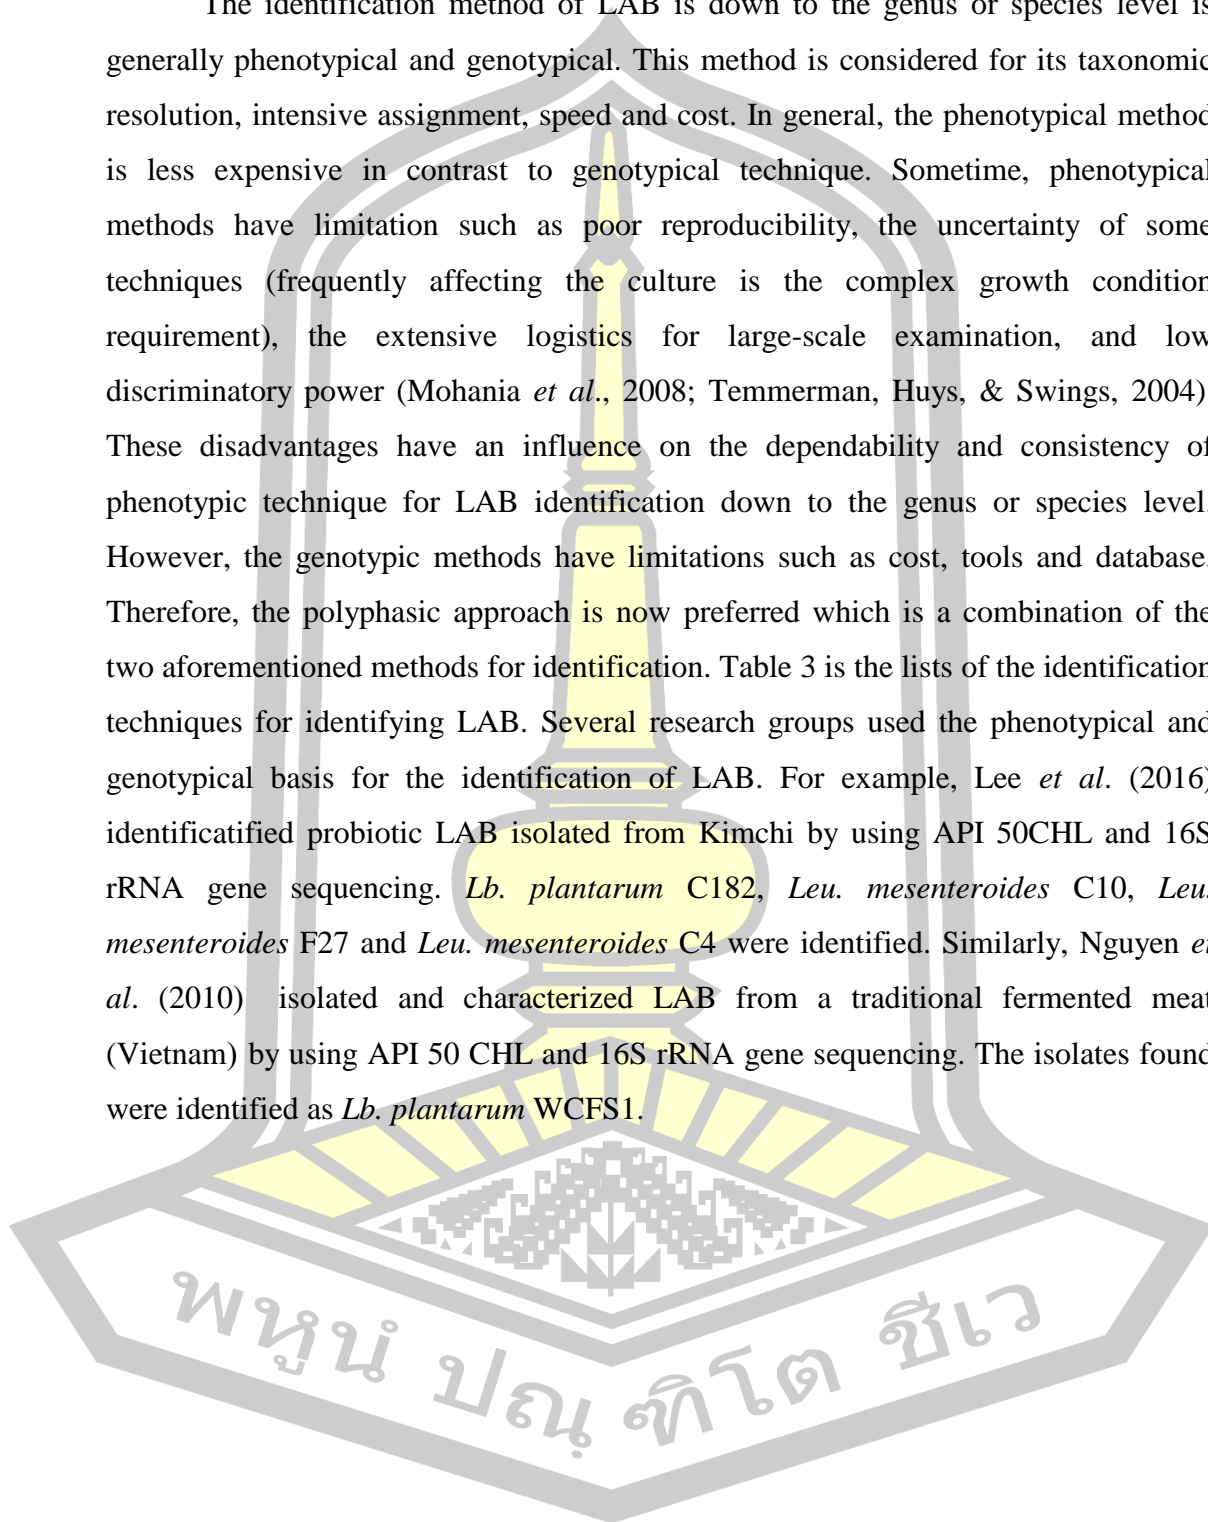 The identification method of LAB is down to the genus or species level is
generally phenotypical and genotypical. This method is considered for its taxonomic
resolution, intensive assignment, speed and cost. In general, the phenotypical method
is less expensive in contrast to genotypical technique. Sometime, phenotypical
methods have limitation such as poor reproducibility, the uncertainty of some
techniques (frequently affecting the culture is the complex growth condition
requirement), the extensive logistics for large-scale examination, and low
discriminatory power (Mohania et al., 2008; Temmerman, Huys, & Swings, 2004)
These disadvantages have an influence on the dependability and consistency of
phenotypic technique for LAB identification down to the genus or species level.
However, the genotypic methods have limitations such as cost, tools and database.
Therefore, the polyphasic approach is now preferred which is a combination of the
two aforementioned methods for identification. Table 3 is the lists of the identification
techniques for identifying LAB. Several research groups used the phenotypical and
genotypical basis for the identification of LAB. For example, Lee et al. (2016)
identificatified probiotic LAB isolated from Kimchi by using API 50CHL and 16S
rRNA gene sequencing. Lb. plantarum C182, Leu. mesenteroides C10, Leu.
mesenteroides F27 and Leu. mesenteroides C4 were identified. Similarly, Nguyen et
al. (2010) isolated and characterized LAB from a traditional fermented meat
(Vietnam) by using API 50 CHL and 16S rRNA gene sequencing. The isolates found
were identified as Lb. plantarum WCFS1.
พหูนํ ปณฺฑิโต ชีเว